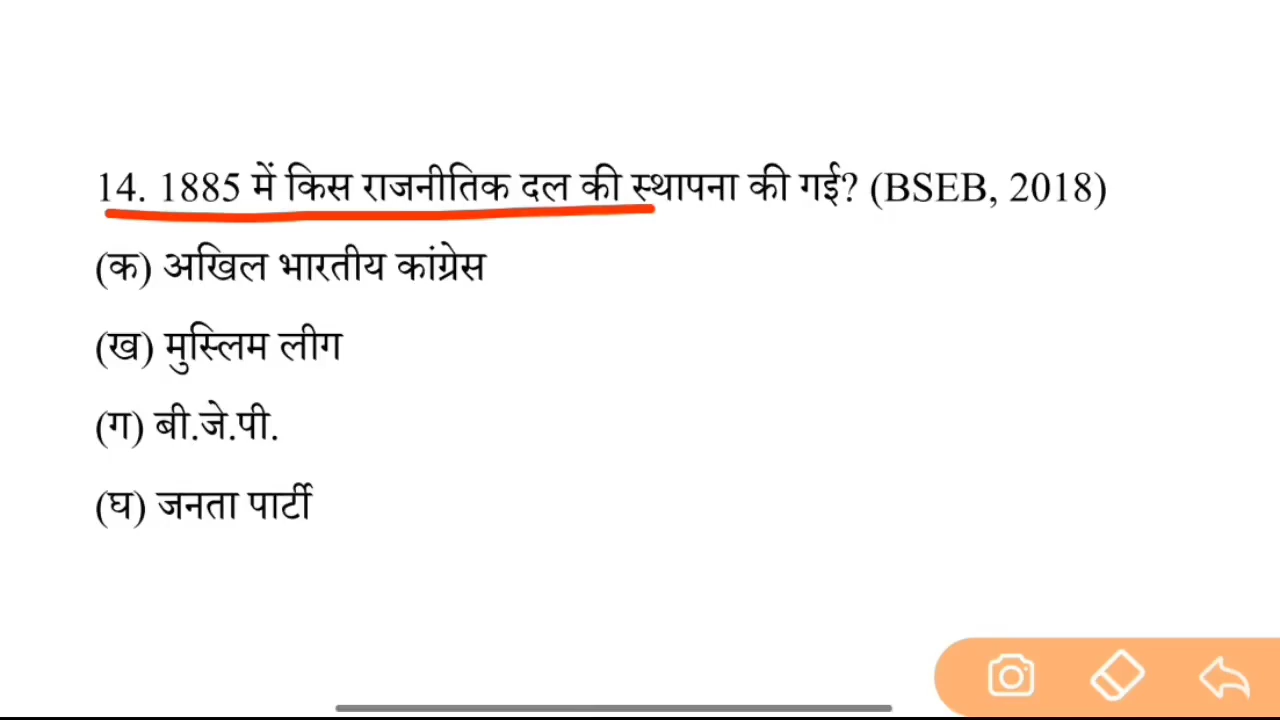 14. 1885 में किस राजनीतिक दल की स्थापना की गई? (BSEB, 2018)
(क) अखिल भारतीय कांग्रेस
(ख) मुस्लिम लीग
(ग) बी.जे.पी.
(घ) जनता पार्टी